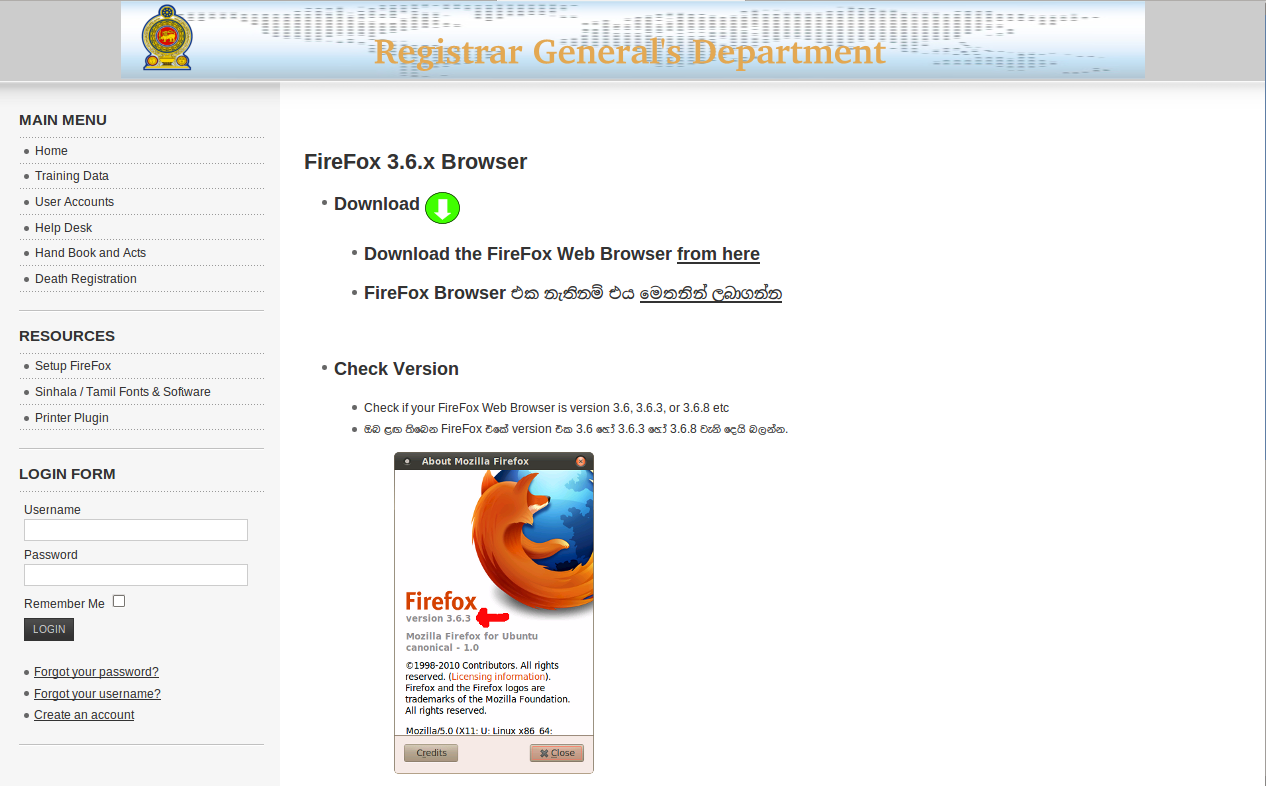 Registrar General's Department
MAIN MENU
Home
Training Data
User Accounts
Help Desk
Hand Book and Acts
Death Registration
RESOURCES
Setup FireFox
Sinhala / Tamil Fonts & Software
Printer Plugin
LOGIN FORM
Username
Password
Remember Me
LOGIN
Forgot your password?
Forgot your username?
Create an account
FireFox 3.6.x Browser
Download
Download the FireFox Web Browser from here
FireFox Browser එක නැතිනම් එය මෙතනින් ලබාගන්න
Check Version
Check if your FireFox Web Browser is version 3.6, 3.6.3, or 3.6.8 etc
ඔබ ළඟ තිබෙන FireFox එකේ version එක 3.6 හෝ 3.6.3 හෝ 3.6.8 වැනි දෙයි බලන්න.
About Mozilla Firefox
Firefox
version 3.6.3
Mozilla Firefox for Ubuntu
canonical - 1.0
©1998-2010 Contributors. All rights
reserved. (Licensing information).
Firefox and the Firefox logos are
trademarks of the Mozilla Foundation.
All rights reserved.
Mozilla/5.0 (X11; U; Linux x86_64;
Credits
Close